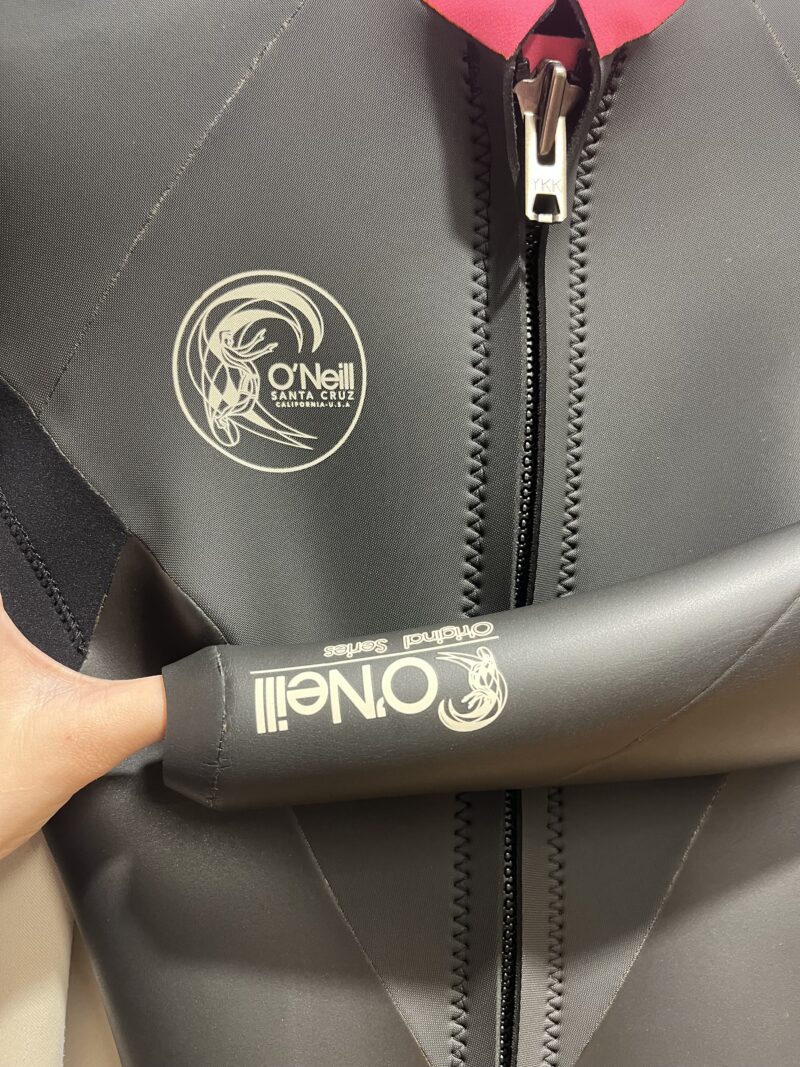 YKK
O'Neill
SANTA CRUZ
CALIFORNIA-U.S.A
O'Neill
Original Series